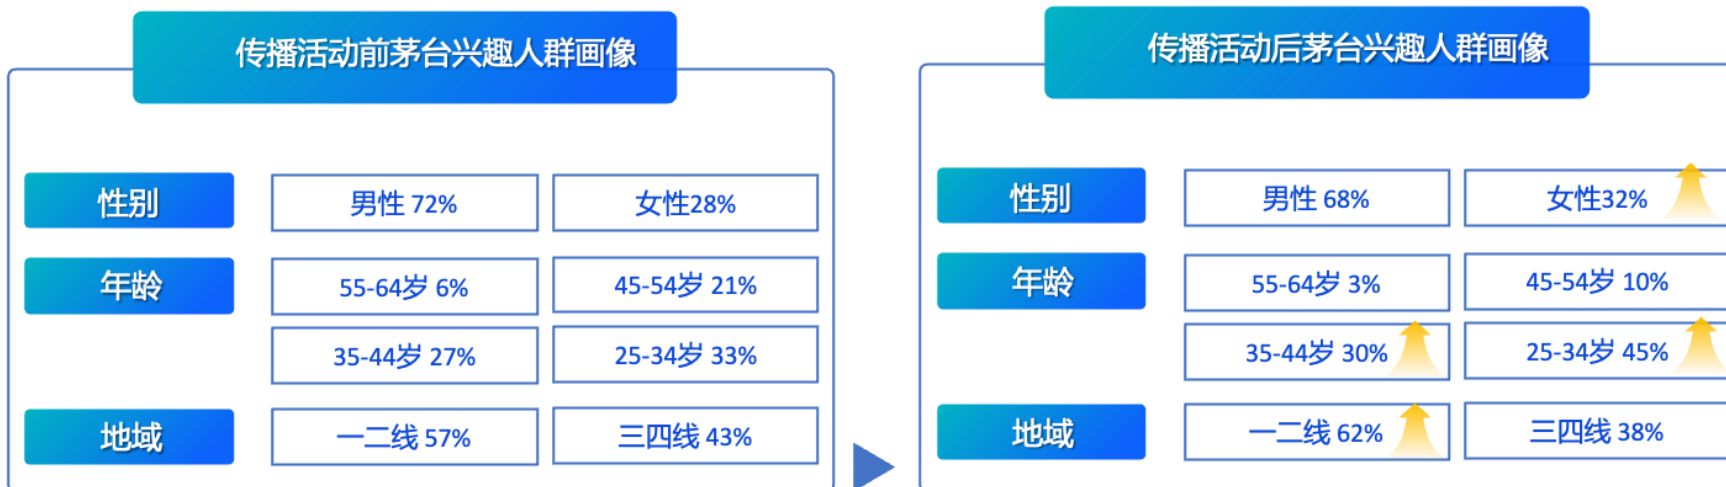 传播活动前茅台兴趣人群画像
性别
男性 72%
女性28%
年龄
55-64岁 6%
45-54岁 21%
35-44岁 27%
25-34岁 33%
地域
一二线 57%
三四线 43%
传播活动后茅台兴趣人群画像
性别
男性 68%
女性32%
年龄
55-64岁 3%
45-54岁 10%
35-44岁 30%
25-34岁 45%
地域
一二线 62%
三四线 38%